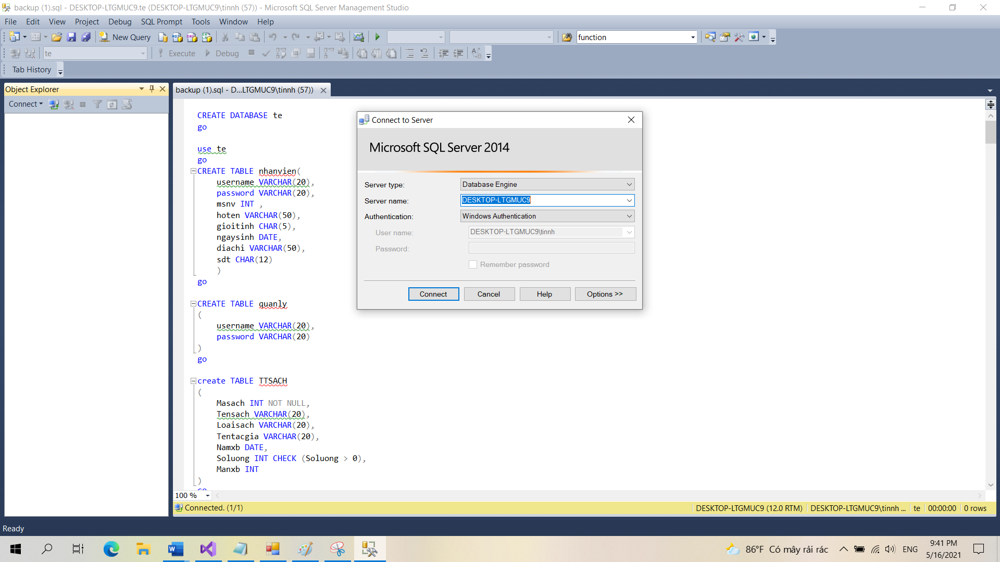 backup (1).sql - DESKTOP-LTGMUC9.te (DESKTOP-LTGMUC9\tinnh (57)) - Microsoft SQL Server Management Studio
File Edit View Project Debug SQL Prompt Tools Window Help
New Query function
te Execute Debug
Tab History
Object Explorer
Connect
backup (1).sql - D...LTGMUC9\tinnh (57))
CREATE DATABASE te
go
use te
go
CREATE TABLE nhanvien(
username VARCHAR(20),
password VARCHAR(20),
msnv INT ,
hoten VARCHAR(50),
gioitinh CHAR(5),
ngaysinh DATE,
diachi VARCHAR(50),
sdt CHAR(12)
)
go
CREATE TABLE quanly
(
username VARCHAR(20),
password VARCHAR(20)
)
go
create TABLE TTSACH
(
Masach INT NOT NULL,
Tensach VARCHAR(20),
Loaisach VARCHAR(20),
Tentacgia VARCHAR(20),
Namxb DATE,
Soluong INT CHECK (Soluong > 0),
Manxb INT
)
Connect to Server
Microsoft SQL Server 2014
Server type: Database Engine
Server name: DESKTOP-LTGMUC9
Authentication: Windows Authentication
User name: DESKTOP-LTGMUC9\tinnh
Password:
Remember password
Connect Cancel Help Options >>
100 %
Connected. (1/1) DESKTOP-LTGMUC9 (12.0 RTM) DESKTOP-LTGMUC9\tinnh ... te 00:00:00 0 rows
Ready
86°F Có mây rải rác ENG 9:41 PM
5/16/2021